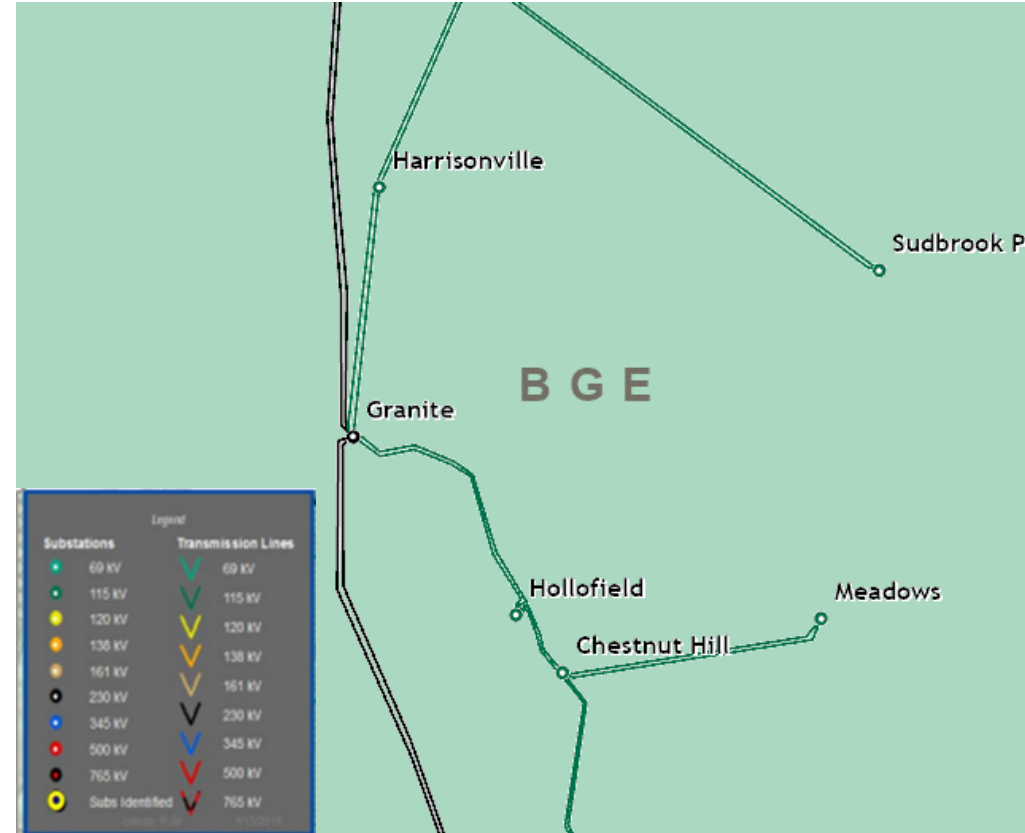 Harrisonville
Sudbrook P
B G E
Granite
Hollofield
Meadows
Chestnut Hill
Legend
Substations Transmission Lines
69 kV 69 kV
115 kV 115 kV
120 kV 120 kV
138 kV 138 kV
161 kV 161 kV
230 kV 230 kV
345 kV 345 kV
500 kV 500 kV
765 kV 765 kV
Subs Identified